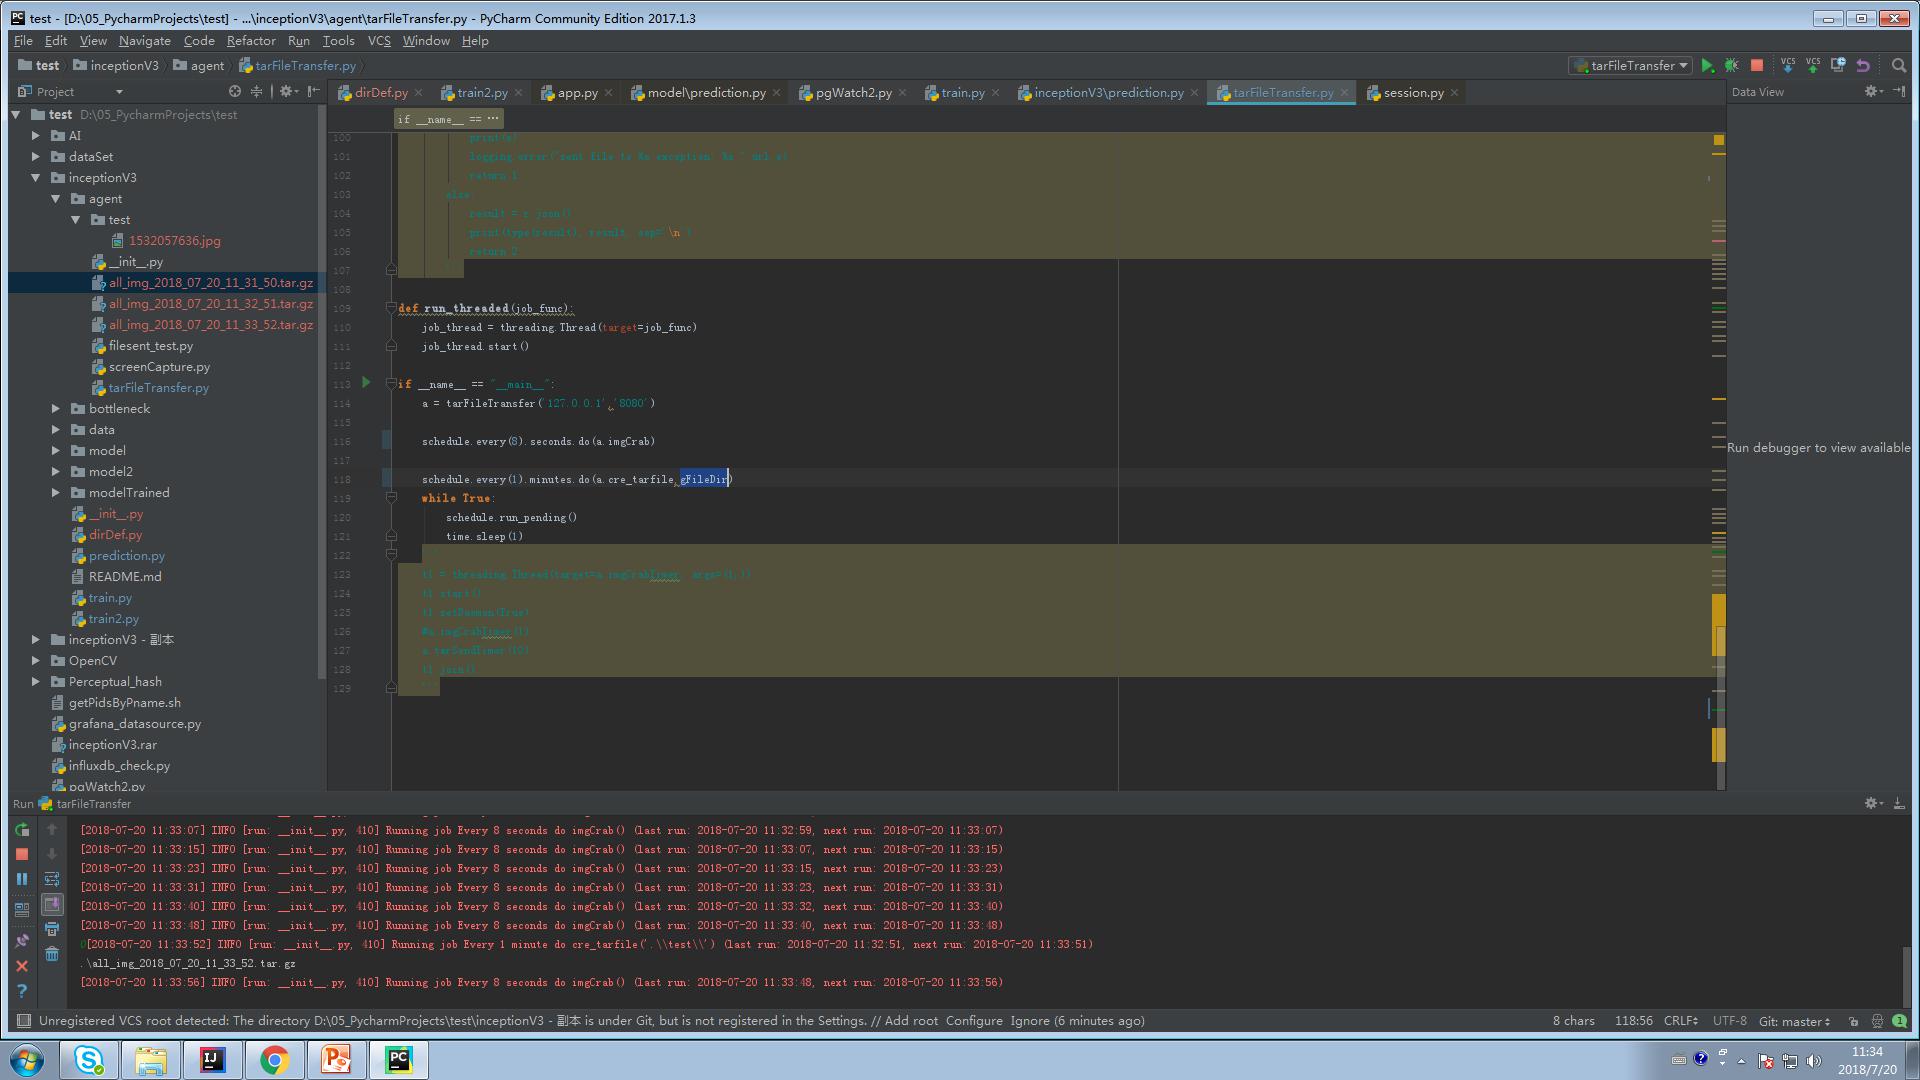 test - [D:\05_PycharmProjects\test] - ...\inceptionV3\agent\tarFileTransfer.py - PyCharm Community Edition 2017.1.3
File Edit View Navigate Code Refactor Run Tools VCS Window Help
test inceptionV3 agent tarFileTransfer.py
tarFileTransfer
VCS VCS
Project
dirDef.py train2.py app.py model\prediction.py pgWatch2.py train.py inceptionV3\prediction.py tarFileTransfer.py session.py
Data View
test D:\05_PycharmProjects\test
AI
dataSet
inceptionV3
agent
test
1532057636.jpg
__init__.py
all_img_2018_07_20_11_31_50.tar.gz
all_img_2018_07_20_11_32_51.tar.gz
all_img_2018_07_20_11_33_52.tar.gz
filesent_test.py
screenCapture.py
tarFileTransfer.py
bottleneck
data
model
model2
modelTrained
__init__.py
dirDef.py
prediction.py
README.md
train.py
train2.py
inceptionV3 - 副本
OpenCV
Perceptual_hash
getPidsByPname.sh
grafana_datasource.py
inceptionV3.rar
influxdb_check.py
pgWatch2.py
if __name__ == ...
100 print(e)
101 logging.error("sent file to %s exception: %s" url e)
102 return 1
103 else:
104 result = r.json()
105 print(type(result), result, sep='\n')
106 return 2
107
108
109 def run_threaded(job_func):
110 job_thread = threading.Thread(target=job_func)
111 job_thread.start()
112
113 if __name__ == "__main__":
114 a = tarFileTransfer('127.0.0.1','8080')
115
116 schedule.every(8).seconds.do(a.imgCrab)
117
118 schedule.every(1).minutes.do(a.cre_tarfile,gFileDir)
119 while True:
120 schedule.run_pending()
121 time.sleep(1)
122
123 t1 = threading.Thread(target=a.imgCrabTimer, args=(1,))
124 t1.start()
125 t1.setDaemon(True)
126 #a.imgCrabTimer(1)
127 a.tarSendTimer(10)
128 t1.join()
129 '''
Run debugger to view available
Run tarFileTransfer
[2018-07-20 11:33:07] INFO [run: __init__.py, 410] Running job Every 8 seconds do imgCrab() (last run: 2018-07-20 11:32:59, next run: 2018-07-20 11:33:07)
[2018-07-20 11:33:15] INFO [run: __init__.py, 410] Running job Every 8 seconds do imgCrab() (last run: 2018-07-20 11:33:07, next run: 2018-07-20 11:33:15)
[2018-07-20 11:33:23] INFO [run: __init__.py, 410] Running job Every 8 seconds do imgCrab() (last run: 2018-07-20 11:33:15, next run: 2018-07-20 11:33:23)
[2018-07-20 11:33:31] INFO [run: __init__.py, 410] Running job Every 8 seconds do imgCrab() (last run: 2018-07-20 11:33:23, next run: 2018-07-20 11:33:31)
[2018-07-20 11:33:40] INFO [run: __init__.py, 410] Running job Every 8 seconds do imgCrab() (last run: 2018-07-20 11:33:32, next run: 2018-07-20 11:33:40)
[2018-07-20 11:33:48] INFO [run: __init__.py, 410] Running job Every 8 seconds do imgCrab() (last run: 2018-07-20 11:33:40, next run: 2018-07-20 11:33:48)
0[2018-07-20 11:33:52] INFO [run: __init__.py, 410] Running job Every 1 minute do cre_tarfile('.\\test\\') (last run: 2018-07-20 11:32:51, next run: 2018-07-20 11:33:51)
.\all_img_2018_07_20_11_33_52.tar.gz
[2018-07-20 11:33:56] INFO [run: __init__.py, 410] Running job Every 8 seconds do imgCrab() (last run: 2018-07-20 11:33:48, next run: 2018-07-20 11:33:56)
Unregistered VCS root detected: The directory D:\05_PycharmProjects\test\inceptionV3 - 副本 is under Git, but is not registered in the Settings. // Add root Configure Ignore (6 minutes ago)
8 chars 118:56 CRLF UTF-8 Git: master 1
11:34
2018/7/20